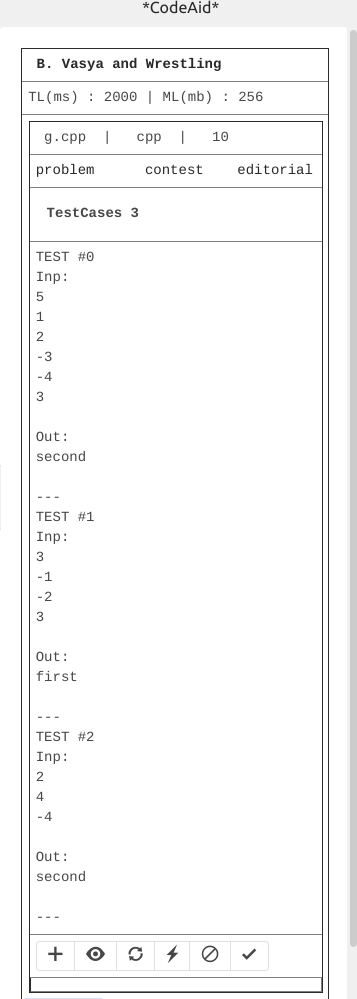 *CodeAid*
B. Vasya and Wrestling
TL(ms) : 2000 | ML(mb) : 256
g.cpp | cpp | 10
problem contest editorial
TestCases 3
TEST #0
Inp:
5
1
2
-3
-4
3
Out:
second
---
TEST #1
Inp:
3
-1
-2
3
Out:
first
---
TEST #2
Inp:
2
4
-4
Out:
second
---